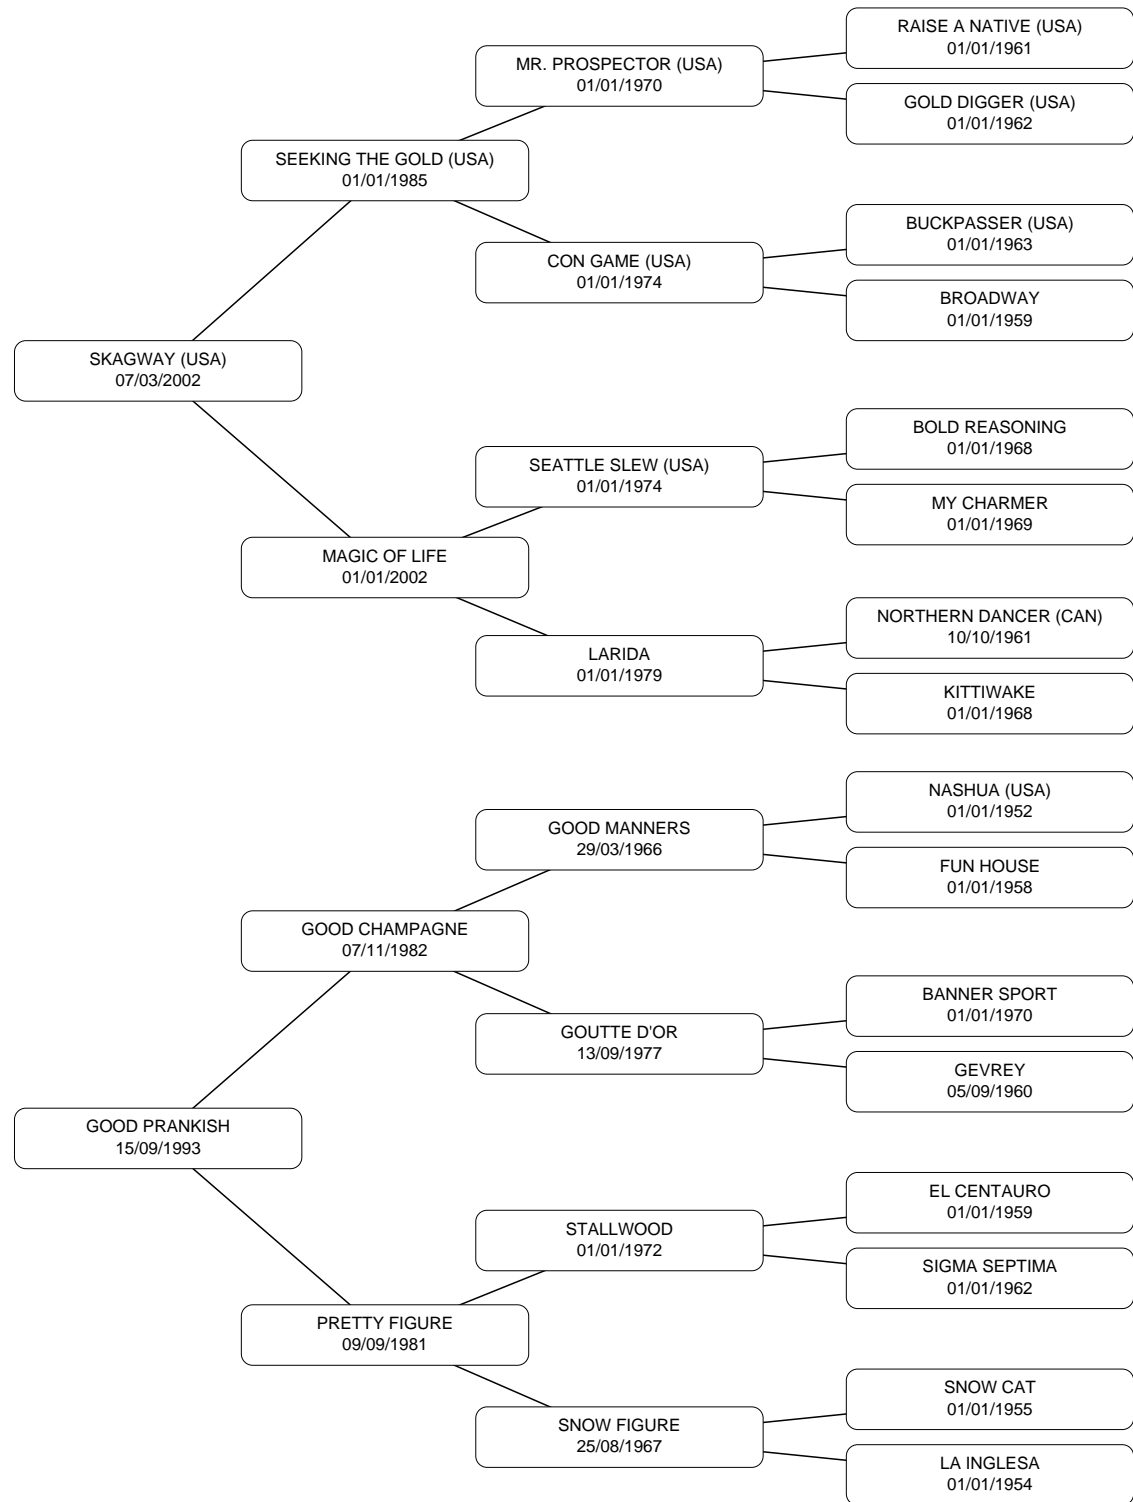 RAISE A NATIVE (USA)
01/01/1961
MR. PROSPECTOR (USA)
01/01/1970
GOLD DIGGER (USA)
01/01/1962
SEEKING THE GOLD (USA)
01/01/1985
BUCKPASSER (USA)
01/01/1963
CON GAME (USA)
01/01/1974
BROADWAY
01/01/1959
SKAGWAY (USA)
07/03/2002
BOLD REASONING
01/01/1968
SEATTLE SLEW (USA)
01/01/1974
MY CHARMER
01/01/1969
MAGIC OF LIFE
01/01/2002
NORTHERN DANCER (CAN)
10/10/1961
LARIDA
01/01/1979
KITTIWAKE
01/01/1968
NASHUA (USA)
01/01/1952
GOOD MANNERS
29/03/1966
FUN HOUSE
01/01/1958
GOOD CHAMPAGNE
07/11/1982
BANNER SPORT
01/01/1970
GOUTTE D'OR
13/09/1977
GEVREY
05/09/1960
GOOD PRANKISH
15/09/1993
EL CENTAURO
01/01/1959
STALLWOOD
01/01/1972
SIGMA SEPTIMA
01/01/1962
PRETTY FIGURE
09/09/1981
SNOW CAT
01/01/1955
SNOW FIGURE
25/08/1967
LA INGLESA
01/01/1954